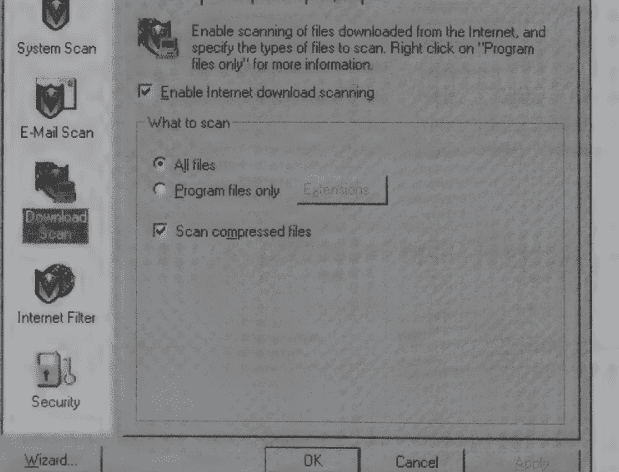 System Scan
E-Mail Scan
Download
Scan
Internet Filter
Security
Enable scanning of files downloaded from the Internet, and
specify the types of files to scan. Right click on "Program
files only" for more information.
Enable Internet download scanning
What to scan
All files
Program files only
Extensions...
Scan compressed files
Wizard...
OK
Cancel
Apply